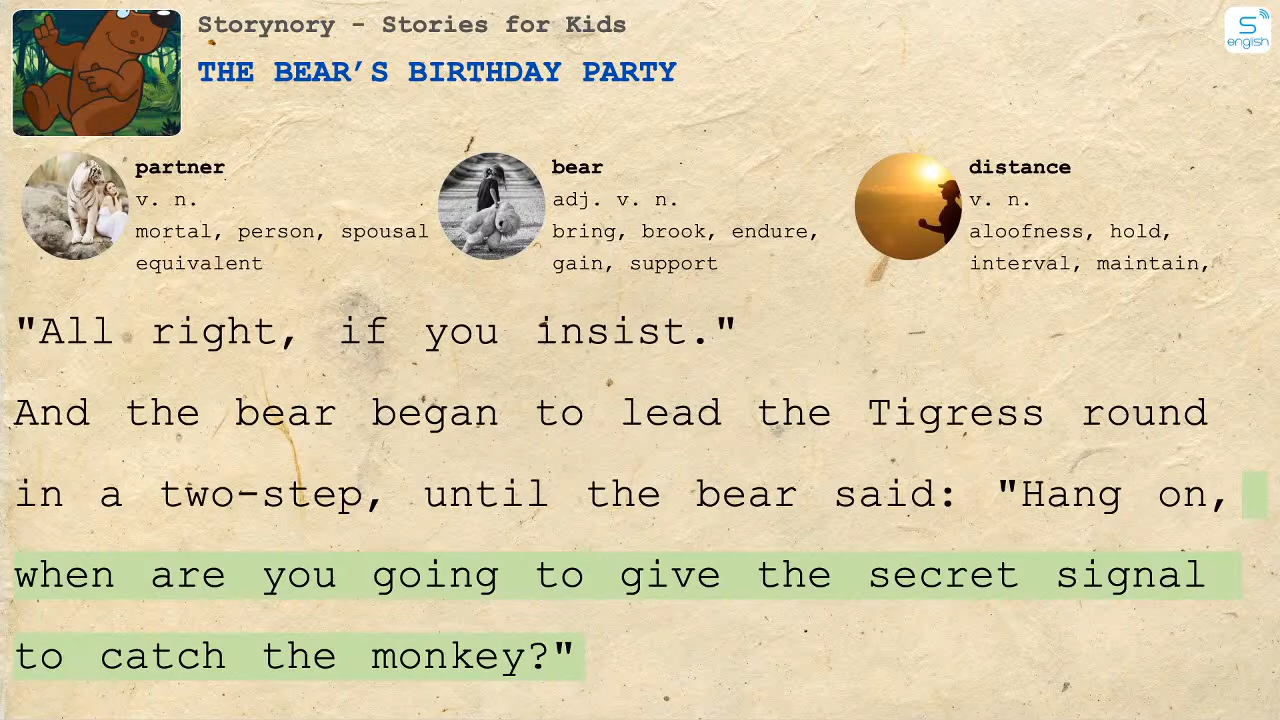 Storynory - Stories for Kids
THE BEAR’S BIRTHDAY PARTY
S
english
partner
v. n.
mortal, person, spousal
equivalent
bear
adj. v. n.
bring, brook, endure,
gain, support
distance
v. n.
aloofness, hold,
interval, maintain,
"All right, if you insist."
And the bear began to lead the Tigress round
in a two-step, until the bear said: "Hang on,
when are you going to give the secret signal
to catch the monkey?"